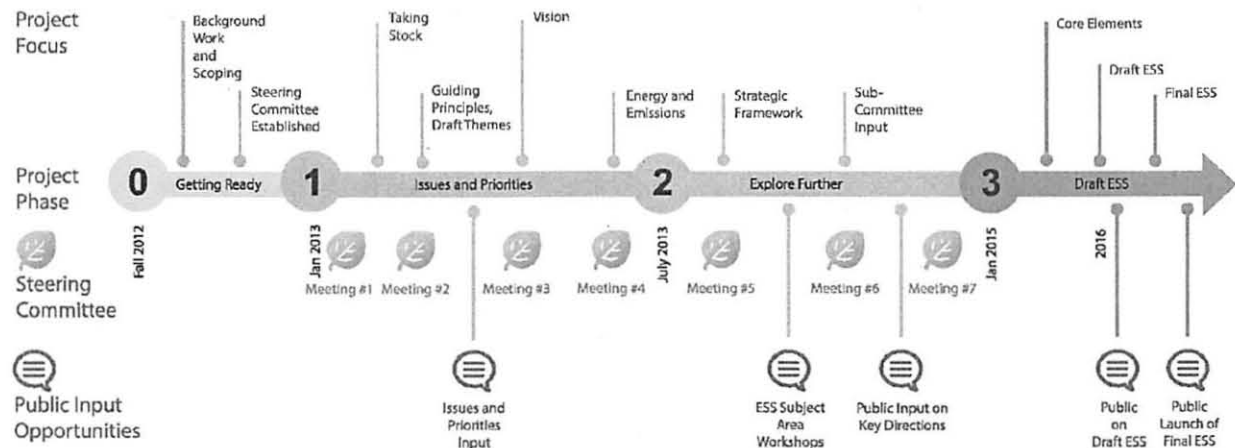 Project
Focus
Background
Work
and
Scoping
Steering
Committee
Established
Taking
Stock
Guiding
Principles,
Draft Themes
Vision
Energy and
Emissions
Strategic
Framework
Sub-
Committee
Input
Core Elements
Draft ESS
Final ESS
Project
Phase
0
Getting Ready
1
Issues and Priorities
2
Explore Further
3
Draft ESS
Fall 2012
Jan 2013
July 2013
Jan 2015
2016
Steering
Committee
Meeting #1
Meeting #2
Meeting #3
Meeting #4
Meeting #5
Meeting #6
Meeting #7
Public Input
Opportunities
Issues and
Priorities
Input
ESS Subject
Area
Workshops
Public Input on
Key Directions
Public
on
Draft ESS
Public
Launch of
Final ESS